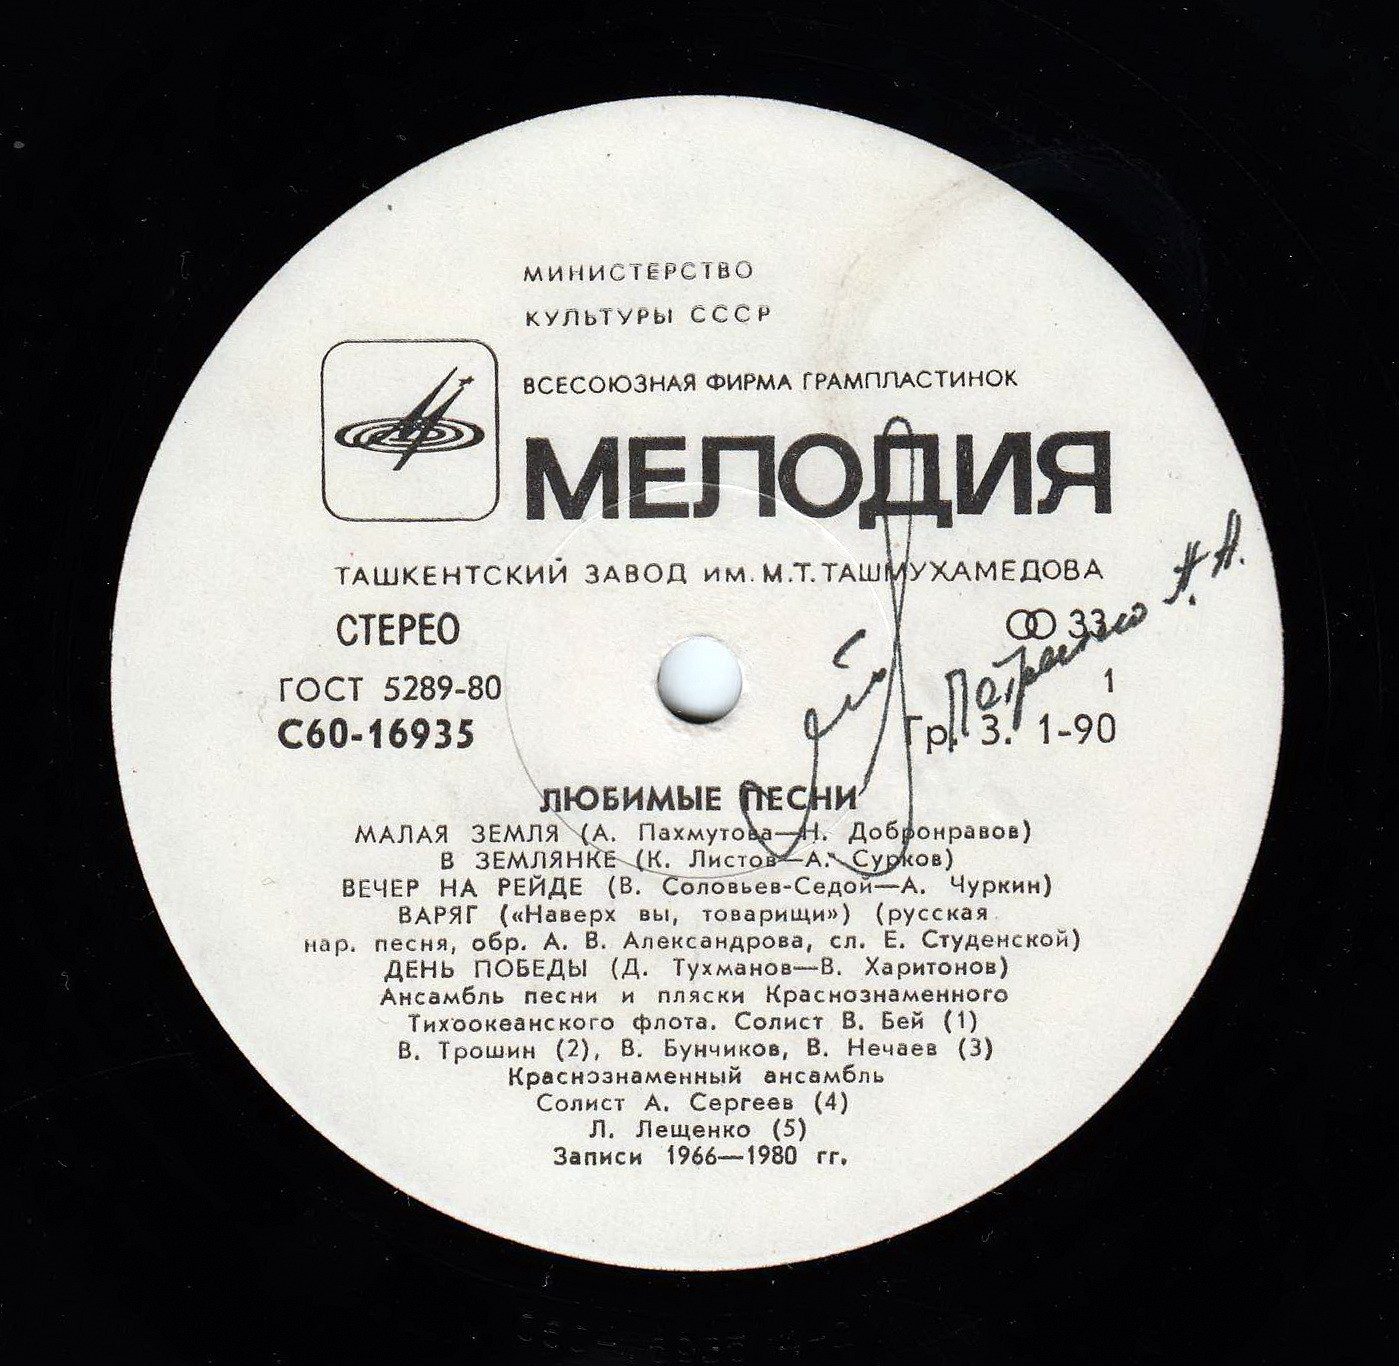 МИНИСТЕРСТВО
КУЛЬТУРЫ СССР
ВСЕСОЮЗНАЯ ФИРМА ГРАМПЛАСТИНОК
МЕЛОДИЯ
ТАШКЕНТСКИЙ ЗАВОД ИМ. М.Т. ТАШМУХАМЕДОВА
СТЕРЕО
33
ГОСТ 5289-80
1
С60-16935
Гр. 3. 1-90
ЛЮБИМЫЕ ПЕСНИ
МАЛАЯ ЗЕМЛЯ (А. Пахмутова—Н. Добронравов)
В ЗЕМЛЯНКЕ (К. Листов—А. Сурков)
ВЕЧЕР НА РЕЙДЕ (В. Соловьев-Седой—А. Чуркин)
ВАРЯГ («Наверх вы, товарищи») (русская
нар. песня, обр. А. В. Александрова, сл. Е. Студенской)
ДЕНЬ ПОБЕДЫ (Д. Тухманов—В. Харитонов)
Ансамбль песни и пляски Краснознаменного
Тихоокеанского флота. Солист В. Бей (1)
В. Трошин (2), В. Бунчиков, В. Нечаев (3)
Краснознаменный ансамбль
Солист А. Сергеев (4)
Л. Лещенко (5)
Записи 1966—1980 гг.